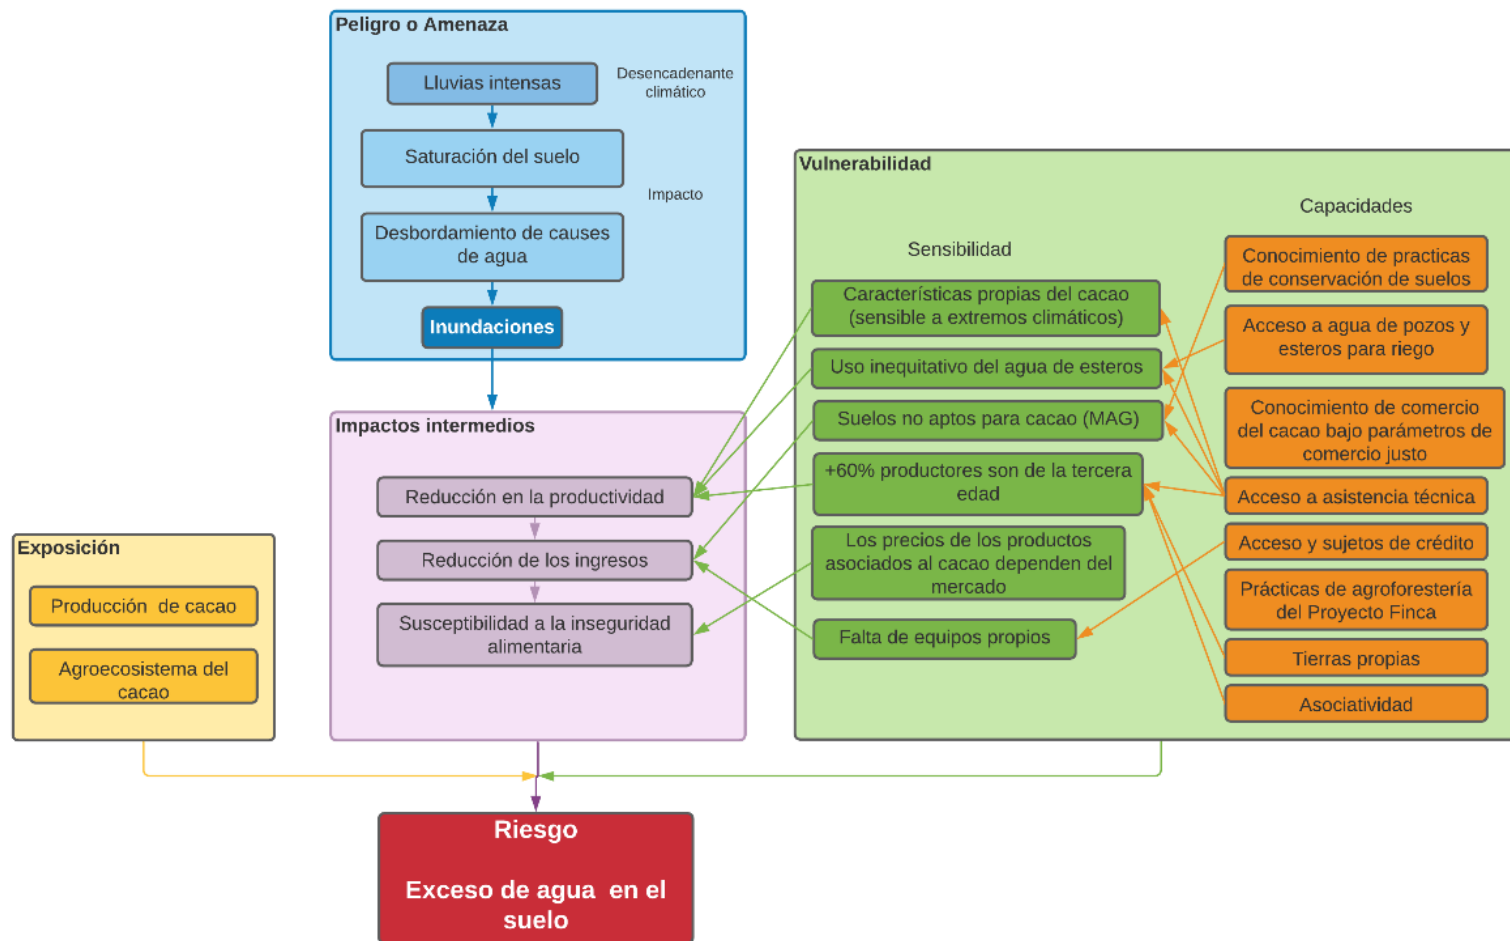 Peligro o Amenaza
Lluvias intensas
Desencadenante
climático
Saturación del suelo
Impacto
Desbordamiento de causes
de agua
Inundaciones
Impactos intermedios
Reducción en la productividad
Reducción de los ingresos
Susceptibilidad a la inseguridad
alimentaria
Exposición
Producción de cacao
Agroecosistema del
cacao
Vulnerabilidad
Sensibilidad
Características propias del cacao
(sensible a extremos climáticos)
Uso inequitativo del agua de esteros
Suelos no aptos para cacao (MAG)
+60% productores son de la tercera
edad
Los precios de los productos
asociados al cacao dependen del
mercado
Falta de equipos propios
Capacidades
Conocimiento de practicas
de conservación de suelos
Acceso a agua de pozos y
esteros para riego
Conocimiento de comercio
del cacao bajo parámetros de
comercio justo
Acceso a asistencia técnica
Acceso y sujetos de crédito
Prácticas de agroforestería
del Proyecto Finca
Tierras propias
Asociatividad
Riesgo
Exceso de agua en el
suelo